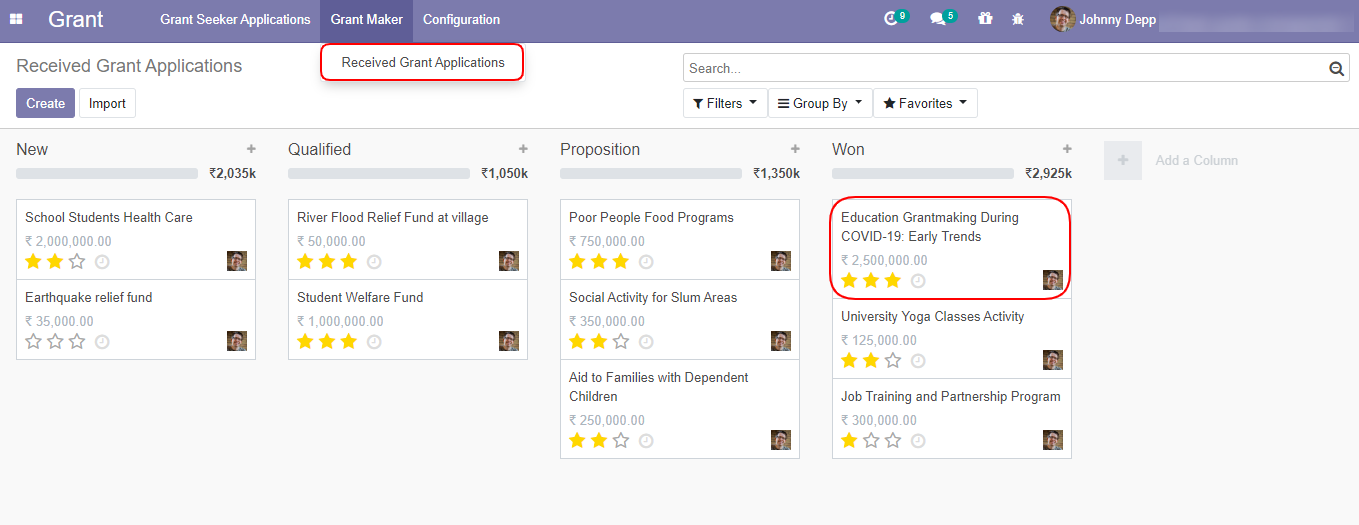 Grant
Grant Seeker Applications
Grant Maker
Configuration
9
5
Johnny Depp
Received Grant Applications
Received Grant Applications
Search...
Create
Import
Filters
Group By
Favorites
New
₹2,035k
School Students Health Care
₹ 2,000,000.00
Earthquake relief fund
₹ 35,000.00
Qualified
₹1,050k
River Flood Relief Fund at village
₹ 50,000.00
Student Welfare Fund
₹ 1,000,000.00
Proposition
₹1,350k
Poor People Food Programs
₹ 750,000.00
Social Activity for Slum Areas
₹ 350,000.00
Aid to Families with Dependent
Children
₹ 250,000.00
Won
₹2,925k
Education Grantmaking During
COVID-19: Early Trends
₹ 2,500,000.00
University Yoga Classes Activity
₹ 125,000.00
Job Training and Partnership Program
₹ 300,000.00
Add a Column